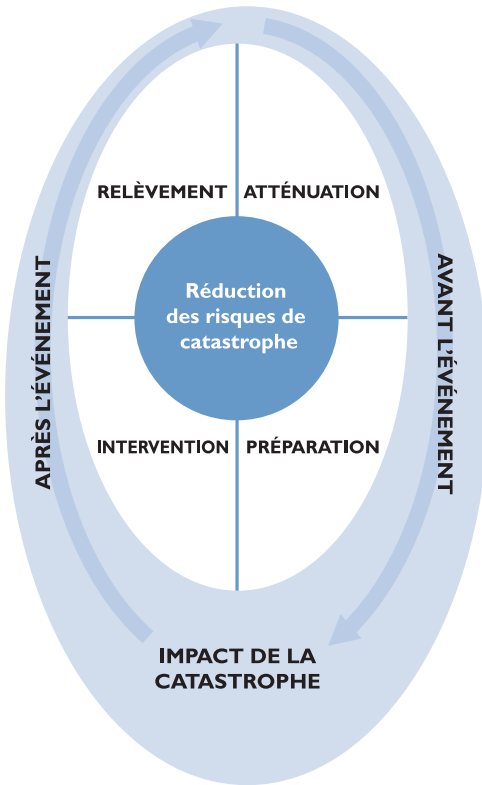 RELÈVEMENT
ATTÉNUATION
Réduction
des risques de
catastrophe
APRÈS L'ÉVÉNEMENT
AVANT L'ÉVÉNEMENT
INTERVENTION
PRÉPARATION
IMPACT DE LA
CATASTROPHE